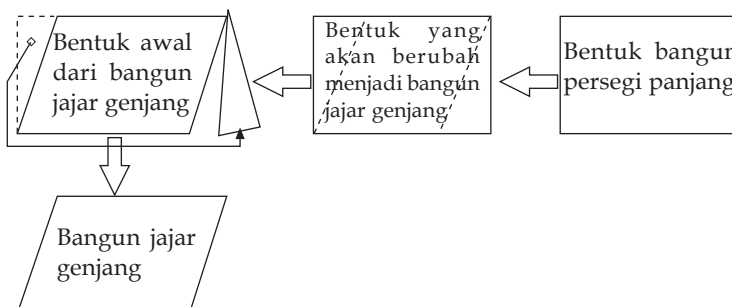 Bentuk awal
dari bangun
jajar genjang
Bentuk yang
akan berubah
menjadi bangun
jajar genjang
Bentuk bangun
persegi panjang
Bangun jajar
genjang